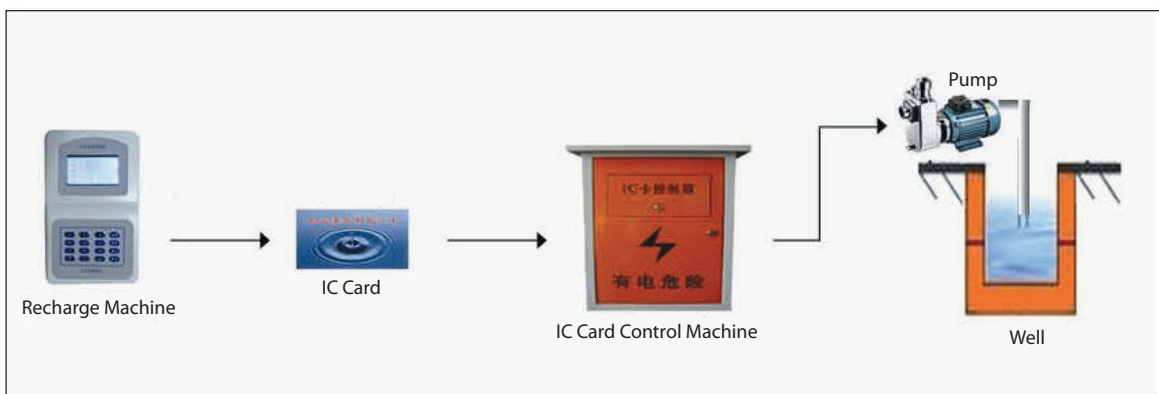 Pump
IC卡控制箱
有电危险
Recharge Machine
IC Card
IC Card Control Machine
Well